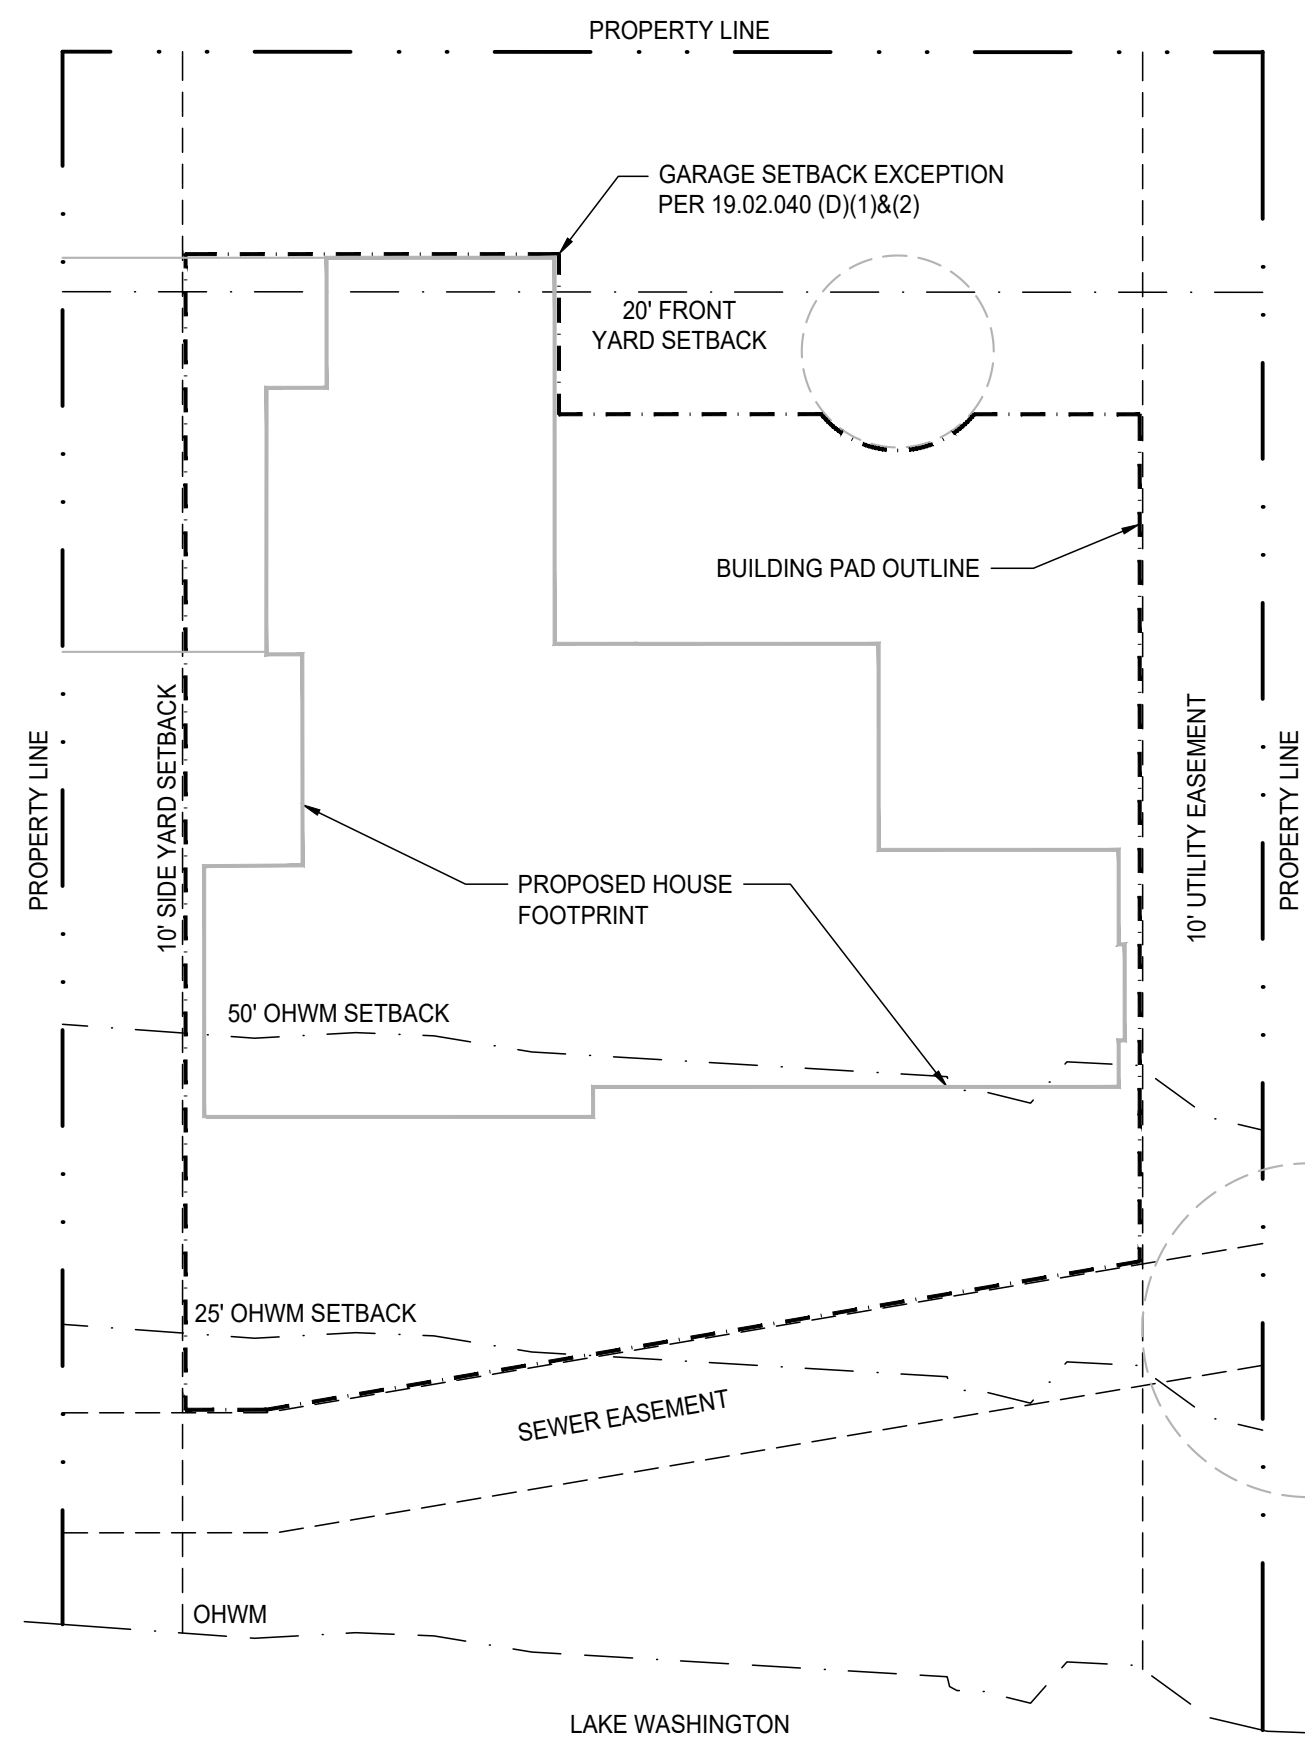 PROPERTY LINE
GARAGE SETBACK EXCEPTION
PER 19.02.040 (D)(1)&(2)
20' FRONT
YARD SETBACK
BUILDING PAD OUTLINE
PROPERTY LINE
10' SIDE YARD SETBACK
10' UTILITY EASEMENT
PROPERTY LINE
PROPOSED HOUSE
FOOTPRINT
50' OHWM SETBACK
25' OHWM SETBACK
SEWER EASEMENT
OHWM
LAKE WASHINGTON